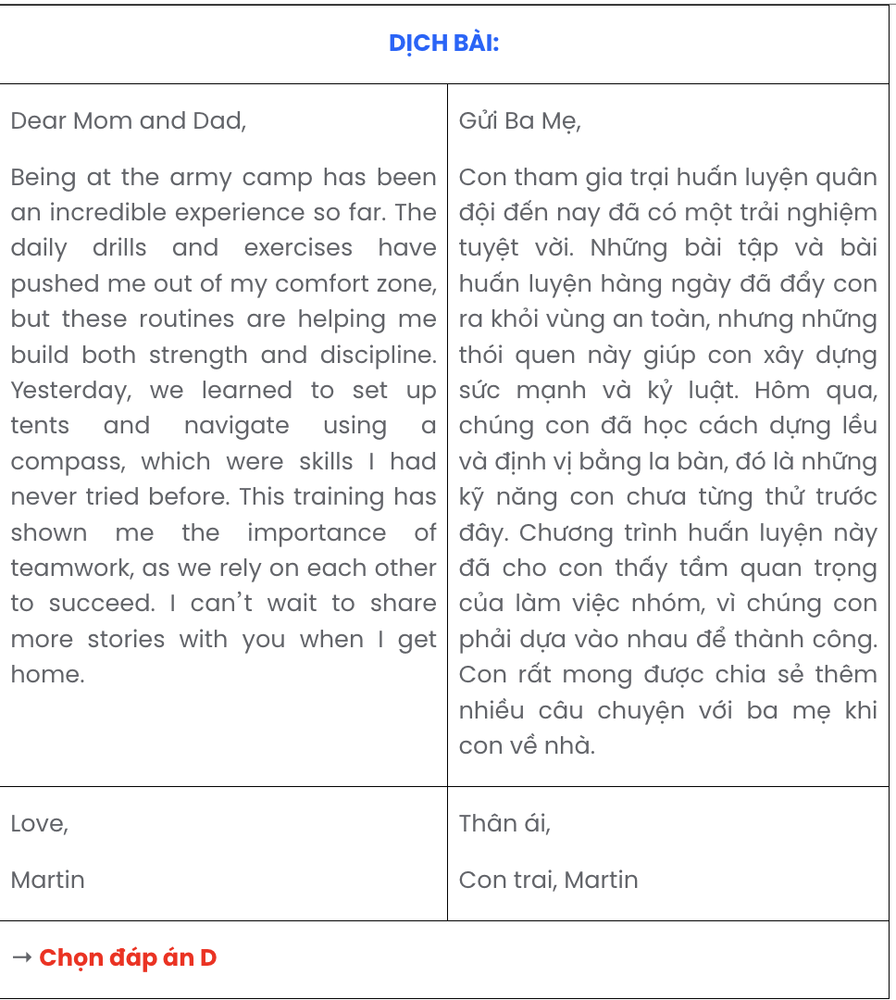 DỊCH BÀI:
Dear Mom and Dad,
Being at the army camp has been
an incredible experience so far. The
daily drills and exercises have
pushed me out of my comfort zone,
but these routines are helping me
build both strength and discipline.
Yesterday, we learned to set up
tents and navigate using a
compass, which were skills I had
never tried before. This training has
shown me the importance of
teamwork, as we rely on each other
to succeed. I can’t wait to share
more stories with you when I get
home.
Gửi Ba Mẹ,
Con tham gia trại huấn luyện quân
đội đến nay đã có một trải nghiệm
tuyệt vời. Những bài tập và bài
huấn luyện hàng ngày đã đẩy con
ra khỏi vùng an toàn, nhưng những
thói quen này giúp con xây dựng
sức mạnh và kỷ luật. Hôm qua,
chúng con đã học cách dựng lều
và định vị bằng la bàn, đó là những
kỹ năng con chưa từng thử trước
đây. Chương trình huấn luyện này
đã cho con thấy tầm quan trọng
của làm việc nhóm, vì chúng con
phải dựa vào nhau để thành công.
Con rất mong được chia sẻ thêm
nhiều câu chuyện với ba mẹ khi
con về nhà.
Love,
Martin
Thân ái,
Con trai, Martin
→ Chọn đáp án D